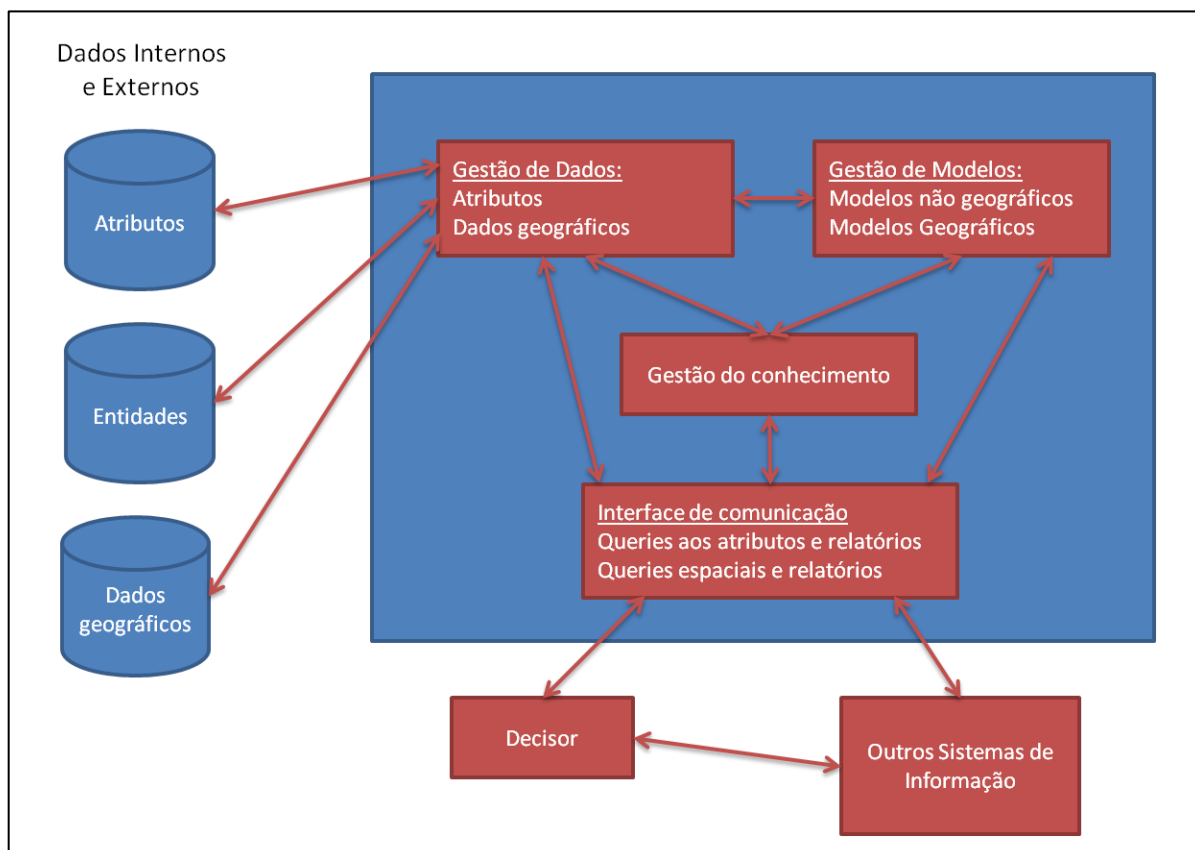 Dados Internos
e Externos
Atributos
Entidades
Dados
geográficos
Gestão de Dados:
Atributos
Dados geográficos
Gestão de Modelos:
Modelos não geográficos
Modelos Geográficos
Gestão do conhecimento
Interface de comunicação
Queries aos atributos e relatórios
Queries espaciais e relatórios
Decisor
Outros Sistemas de
Informação